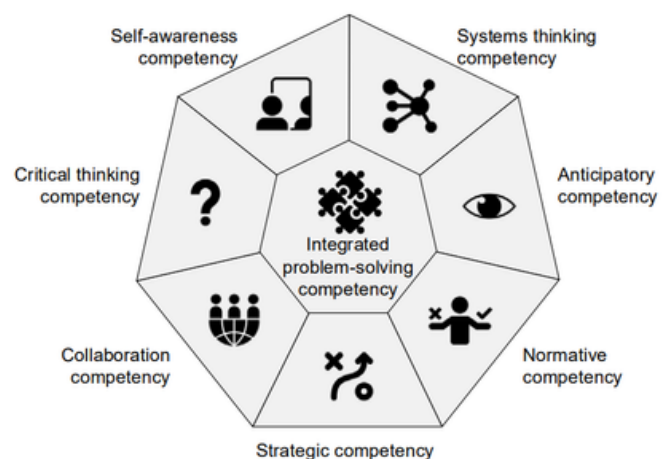 Self-awareness
competency
Systems thinking
competency
Critical thinking
competency
Anticipatory
competency
Integrated
problem-solving
competency
Collaboration
competency
Normative
competency
Strategic competency